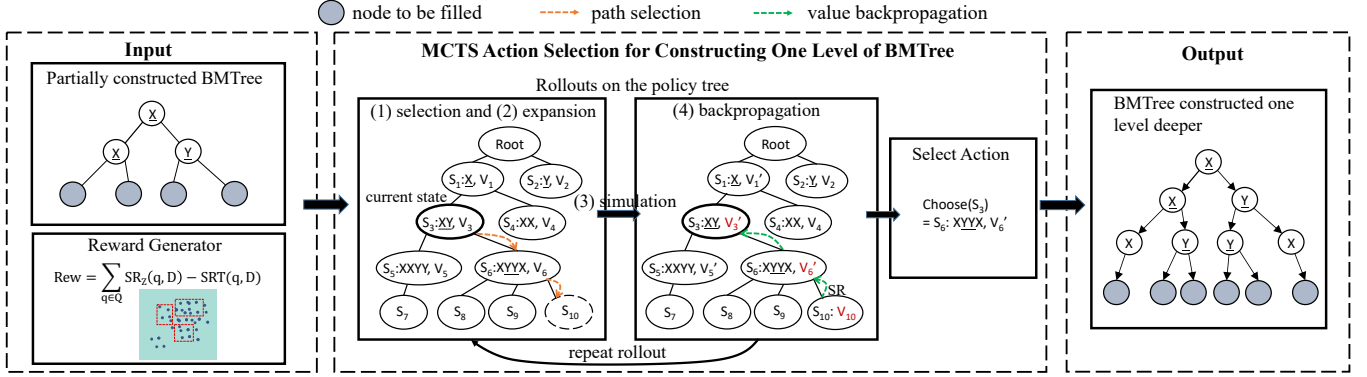 node to be filled
path selection
value backpropagation
Input
Partially constructed BMTree
X
X
Y
Reward Generator
Rew = ∑ SR_Z(q, D) − SRT(q, D)
q∈Q
MCTS Action Selection for Constructing One Level of BMTree
Rollouts on the policy tree
(1) selection and (2) expansion
Root
S₁:X, V₁
S₂:Y, V₂
current state
S₃:XY, V₃
S₄:XX, V₄
S₅:XXYY, V₅
S₆:XYYX, V₆
S₇
S₈
S₉
S₁₀
(3) simulation
(4) backpropagation
Root
S₁:X, V₁’
S₂:Y, V₂
S₃:XY, V₃’
S₄:XX, V₄
S₅:XXYY, V₅’
S₆:XYYX, V₆’
SR
S₇
S₈
S₉
S₁₀: V₁₀
repeat rollout
Select Action
Choose(S₃)
= S₆: XYYX, V₆’
Output
BMTree constructed one
level deeper
X
X
Y
X
Y
Y
X